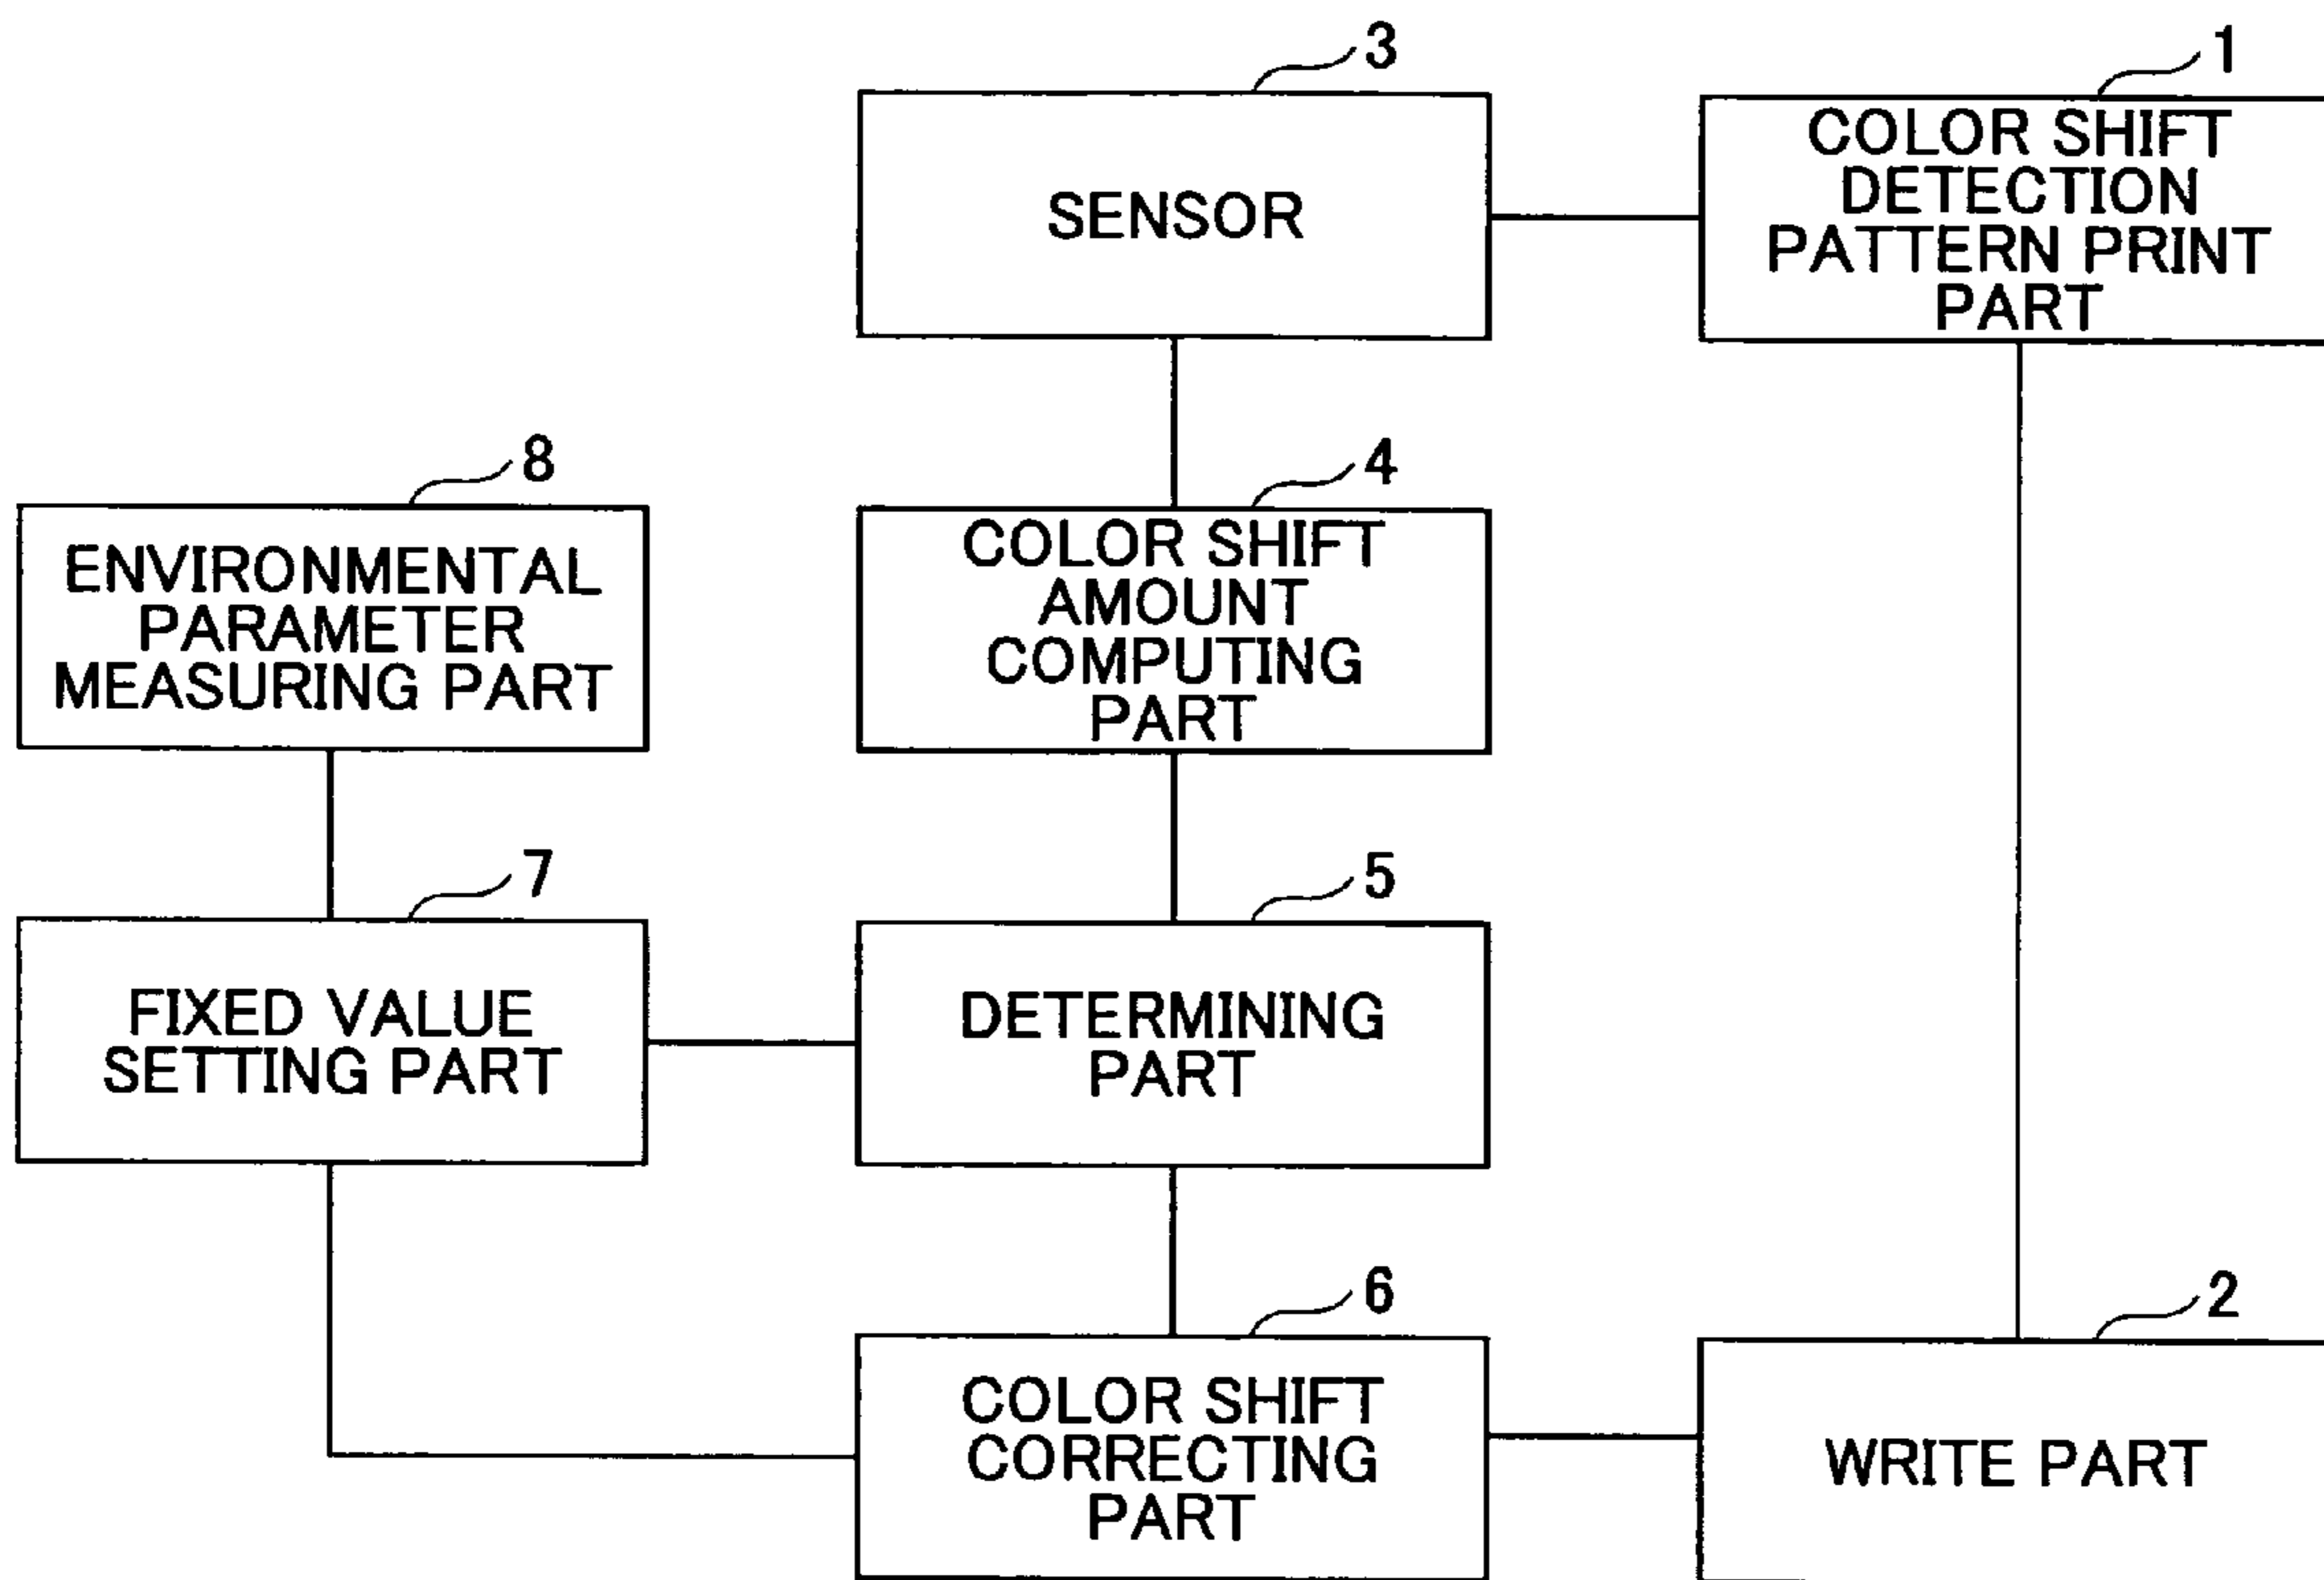 3
SENSOR
1
COLOR SHIFT
DETECTION
PATTERN PRINT
PART
8
ENVIRONMENTAL
PARAMETER
MEASURING PART
4
COLOR SHIFT
AMOUNT
COMPUTING
PART
7
FIXED VALUE
SETTING PART
5
DETERMINING
PART
6
COLOR SHIFT
CORRECTING
PART
2
WRITE PART